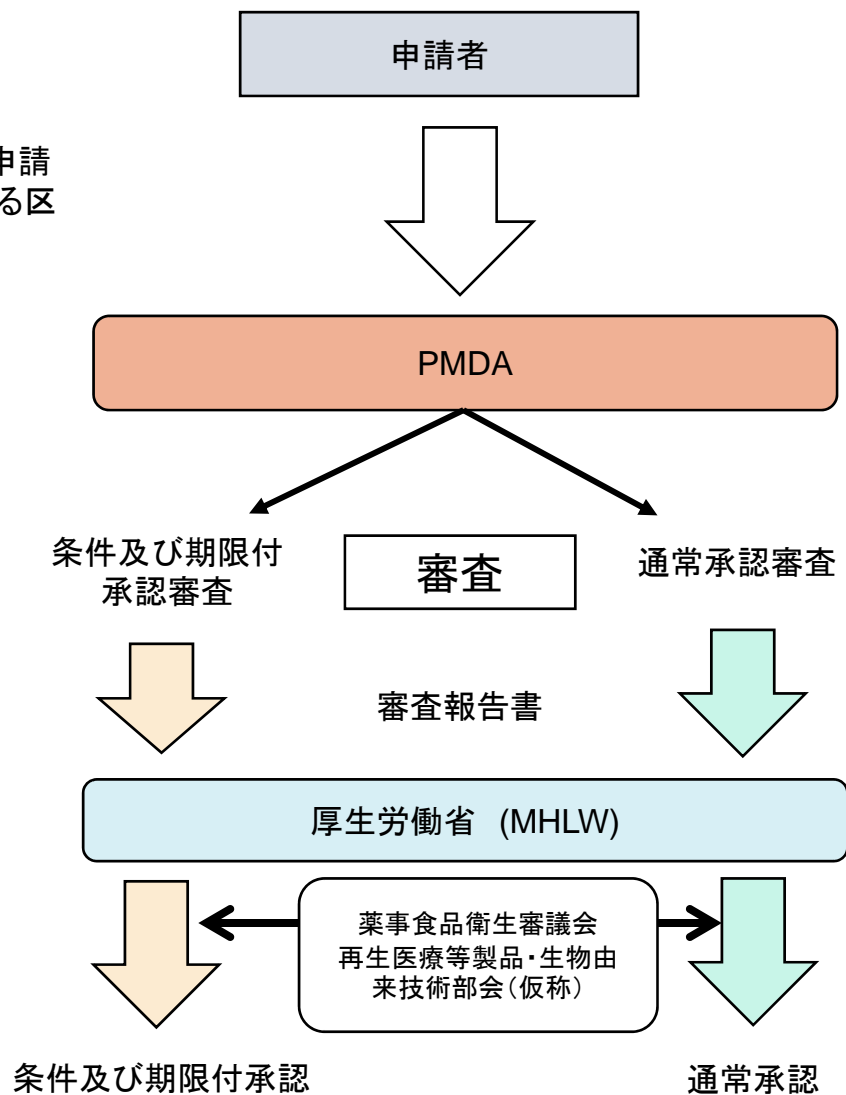 申請者
申請
る区
PMDA
条件及び期限付
承認審査
審査
通常承認審査
審査報告書
厚生労働省 (MHLW)
薬事食品衛生審議会
再生医療等製品・生物由
来技術部会(仮称)
条件及び期限付承認
通常承認